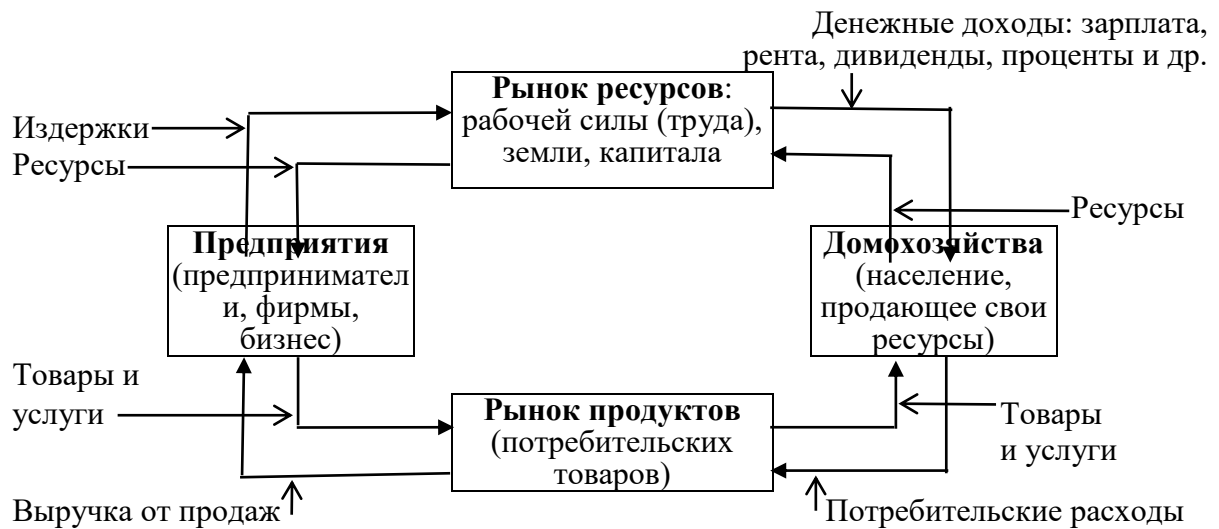 Денежные доходы: зарплата,
рента, дивиденды, проценты и др.
Рынок ресурсов:
рабочей силы (труда),
земли, капитала
Издержки
Ресурсы
Ресурсы
Предприятия
(предпринимател
и, фирмы,
бизнес)
Домохозяйства
(население,
продающее свои
ресурсы)
Товары и
услуги
Рынок продуктов
(потребительских
товаров)
Товары
и услуги
Выручка от продаж
Потребительские расходы